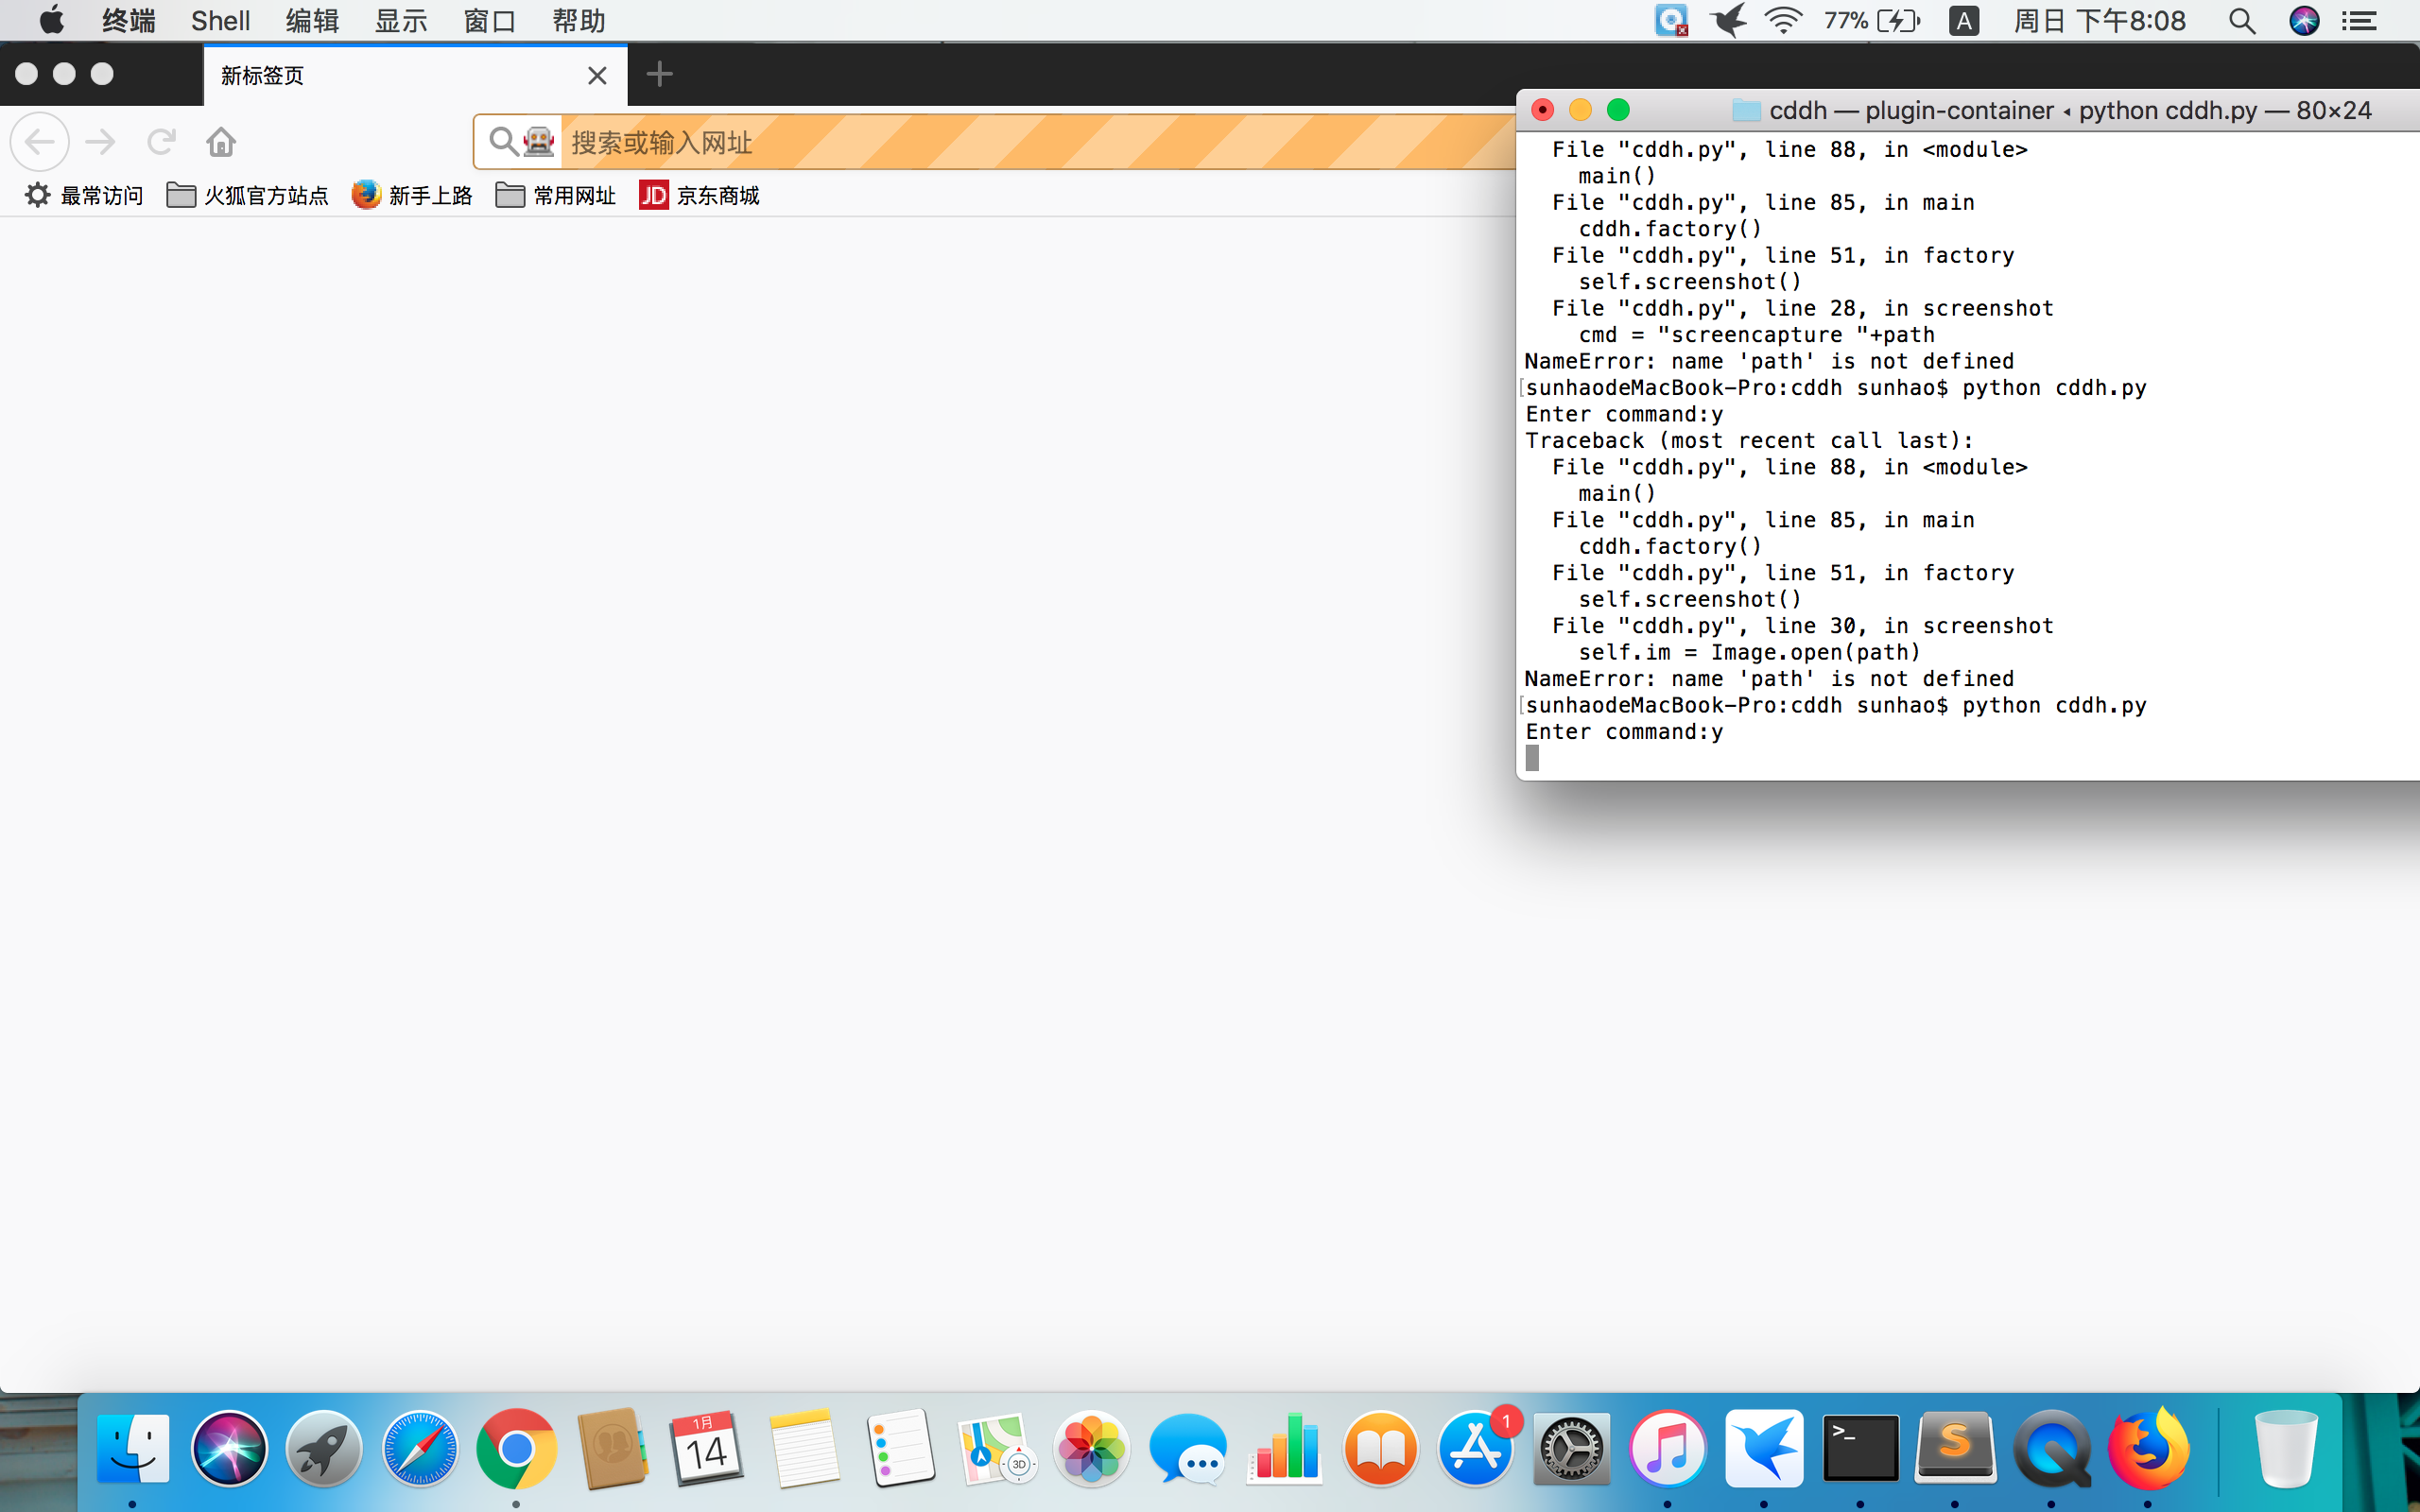 终端 Shell 编辑 显示 窗口 帮助 77% A 周日 下午8:08
新标签页
搜索或输入网址
最常访问 火狐官方站点 新手上路 常用网址 JD 京东商城
cddh — plugin-container ◂ python cddh.py — 80×24
File "cddh.py", line 88, in <module>
main()
File "cddh.py", line 85, in main
cddh.factory()
File "cddh.py", line 51, in factory
self.screenshot()
File "cddh.py", line 28, in screenshot
cmd = "screencapture "+path
NameError: name 'path' is not defined
[sunhaodeMacBook-Pro:cddh sunhao$ python cddh.py
Enter command:y
Traceback (most recent call last):
File "cddh.py", line 88, in <module>
main()
File "cddh.py", line 85, in main
cddh.factory()
File "cddh.py", line 51, in factory
self.screenshot()
File "cddh.py", line 30, in screenshot
self.im = Image.open(path)
NameError: name 'path' is not defined
[sunhaodeMacBook-Pro:cddh sunhao$ python cddh.py
Enter command:y
1月
14
3D
1
>_
S